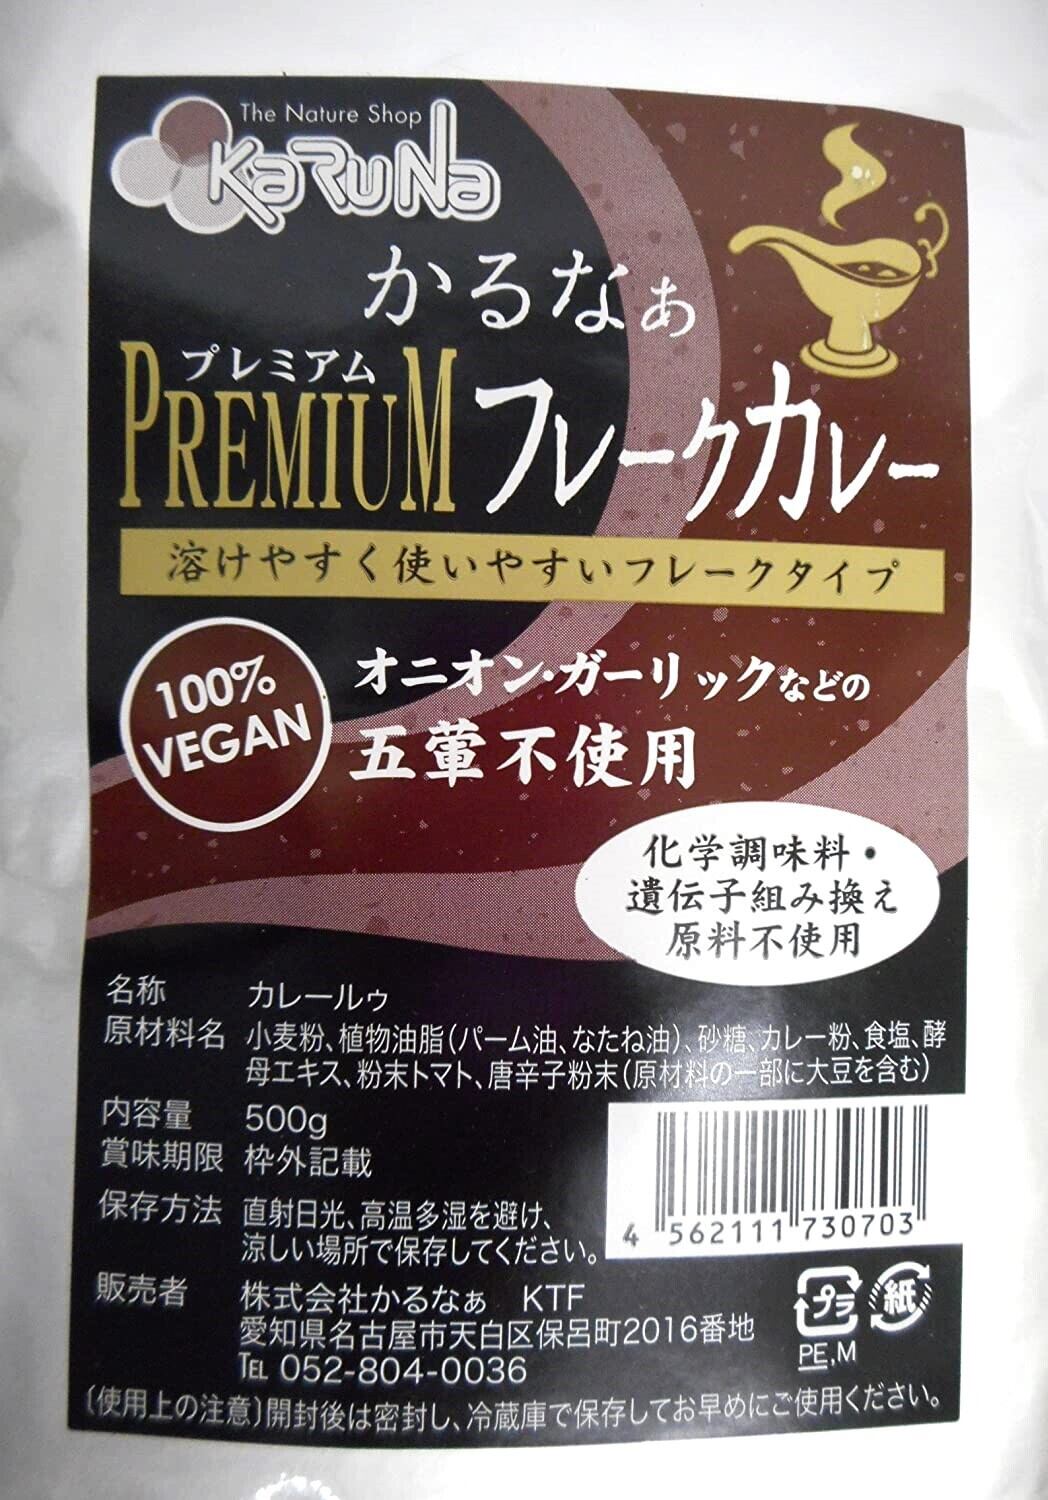 The Nature Shop
KaRuNa
かるなぁ
プレミアム
PREMIUM フレークカレー
溶けやすく使いやすいフレークタイプ
100%
VEGAN
オニオン・ガーリックなどの
五葷不使用
化学調味料・
遺伝子組み換え
原料不使用
名称 カレールゥ
原材料名 小麦粉、植物油脂（パーム油、なたね油）、砂糖、カレー粉、食塩、酵
母エキス、粉末トマト、唐辛子粉末（原材料の一部に大豆を含む）
内容量 500g
賞味期限 枠外記載
保存方法 直射日光、高温多湿を避け、
涼しい場所で保存してください。
4 562111 730703
販売者 株式会社かるなぁ KTF
愛知県名古屋市天白区保呂町2016番地
TEL 052-804-0036
プラ
紙
PE,M
〔使用上の注意〕開封後は密封し、冷蔵庫で保存してお早めにご使用ください。